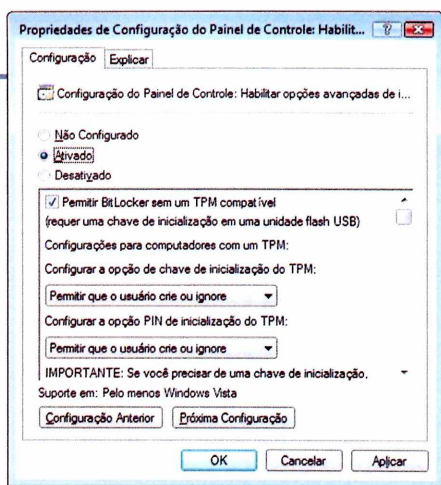 Propriedades de Configuração do Painel de Controle: Habilit...
Configuração
Explicar
Configuração do Painel de Controle: Habilitar opções avançadas de i...
Não Configurado
Ativado
Desativado
Permitir BitLocker sem um TPM compatível
(requer uma chave de inicialização em uma unidade flash USB)
Configurações para computadores com um TPM:
Configurar a opção de chave de inicialização do TPM:
Permitir que o usuário crie ou ignore
Configurar a opção PIN de inicialização do TPM:
Permitir que o usuário crie ou ignore
IMPORTANTE: Se você precisar de uma chave de inicialização,
Suporte em: Pelo menos Windows Vista
Configuração Anterior
Próxima Configuração
OK
Cancelar
Aplicar